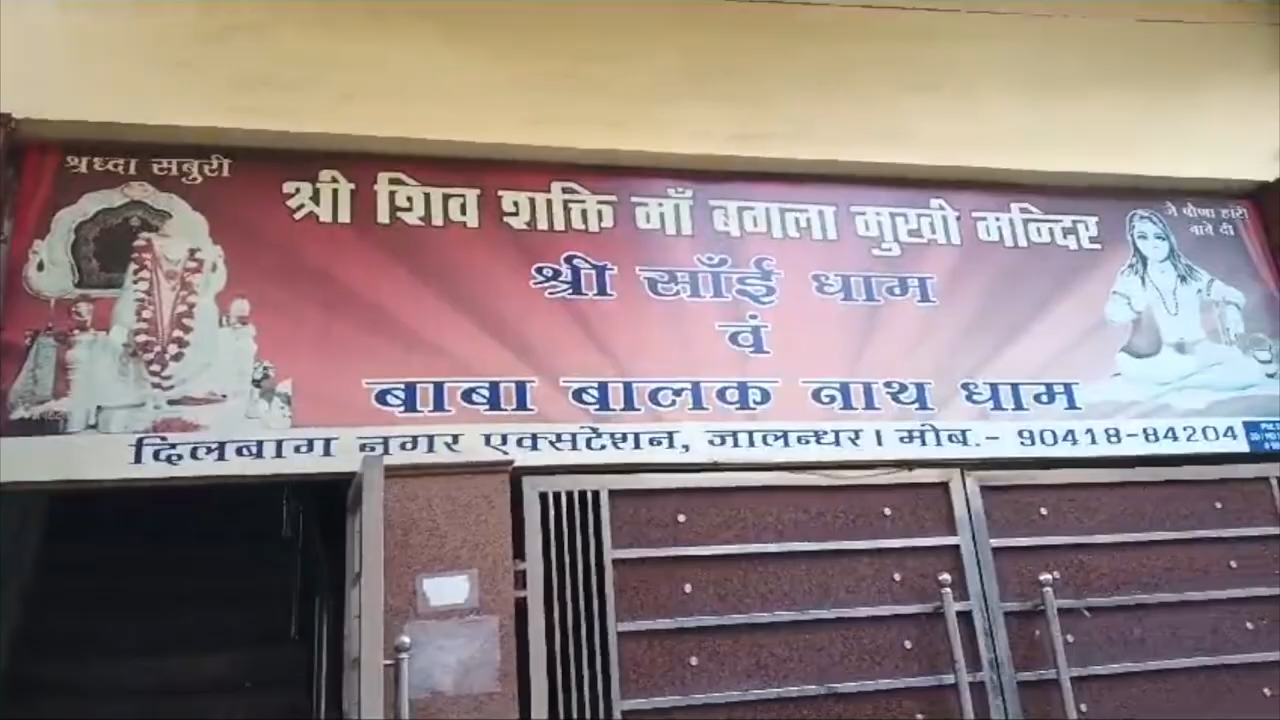 श्रध्दा सबुरी
श्री शिव शक्ति माँ बगला मुखी मन्दिर
जै पौणा हारी
बाबे दी
श्री साँई धाम
वं
बाबा बालक नाथ धाम
दिलबाग नगर एक्सटेंशन, जालन्धर। मोब.- 90418-84204